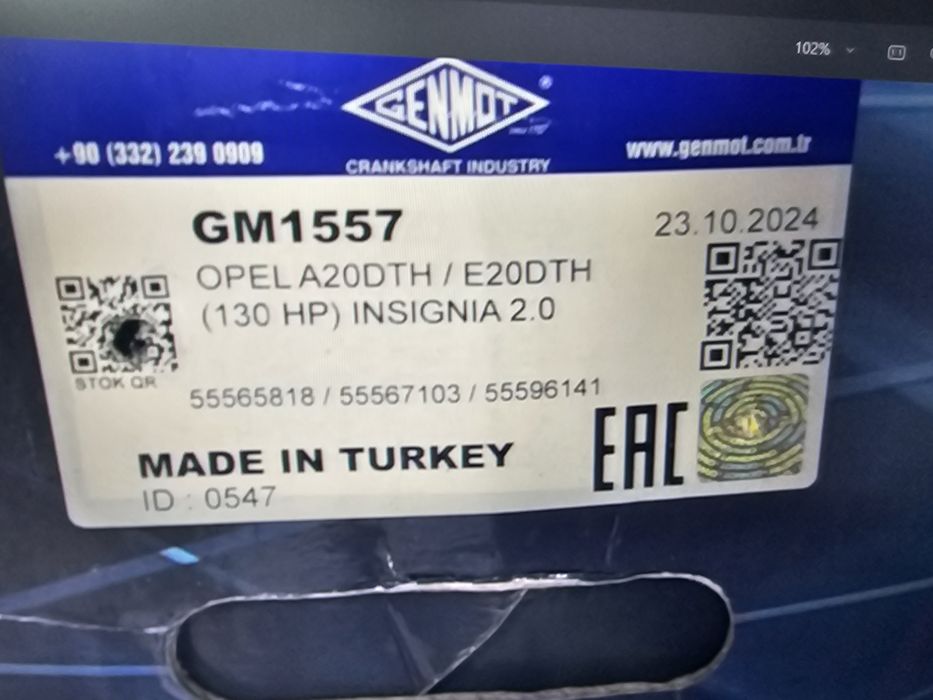 102%
GENMOT
®
+90 (332) 239 0909
CRANKSHAFT INDUSTRY
www.genmot.com.tr
GM1557
23.10.2024
OPEL A20DTH / E20DTH
(130 HP) INSIGNIA 2.0
STOK QR
55565818 / 55567103 / 55596141
EAC
MADE IN TURKEY
ID : 0547